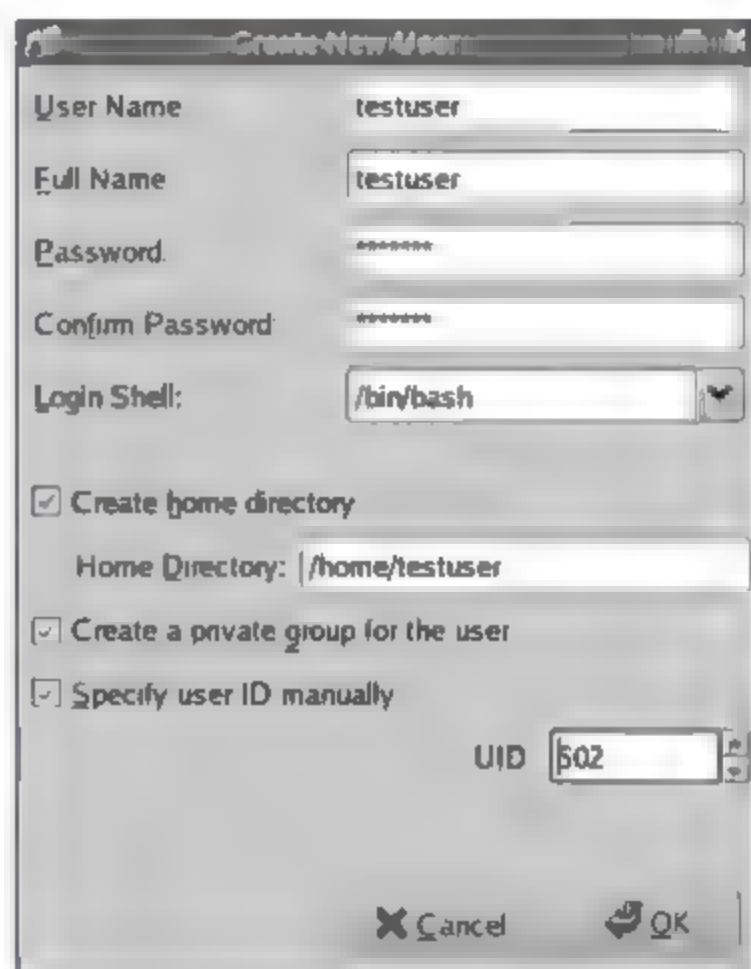 Create New User
User Name testuser
Full Name testuser
Password *******
Confirm Password *******
Login Shell: /bin/bash
Create home directory
Home Directory: /home/testuser
Create a private group for the user
Specify user ID manually
UID 502
Cancel OK